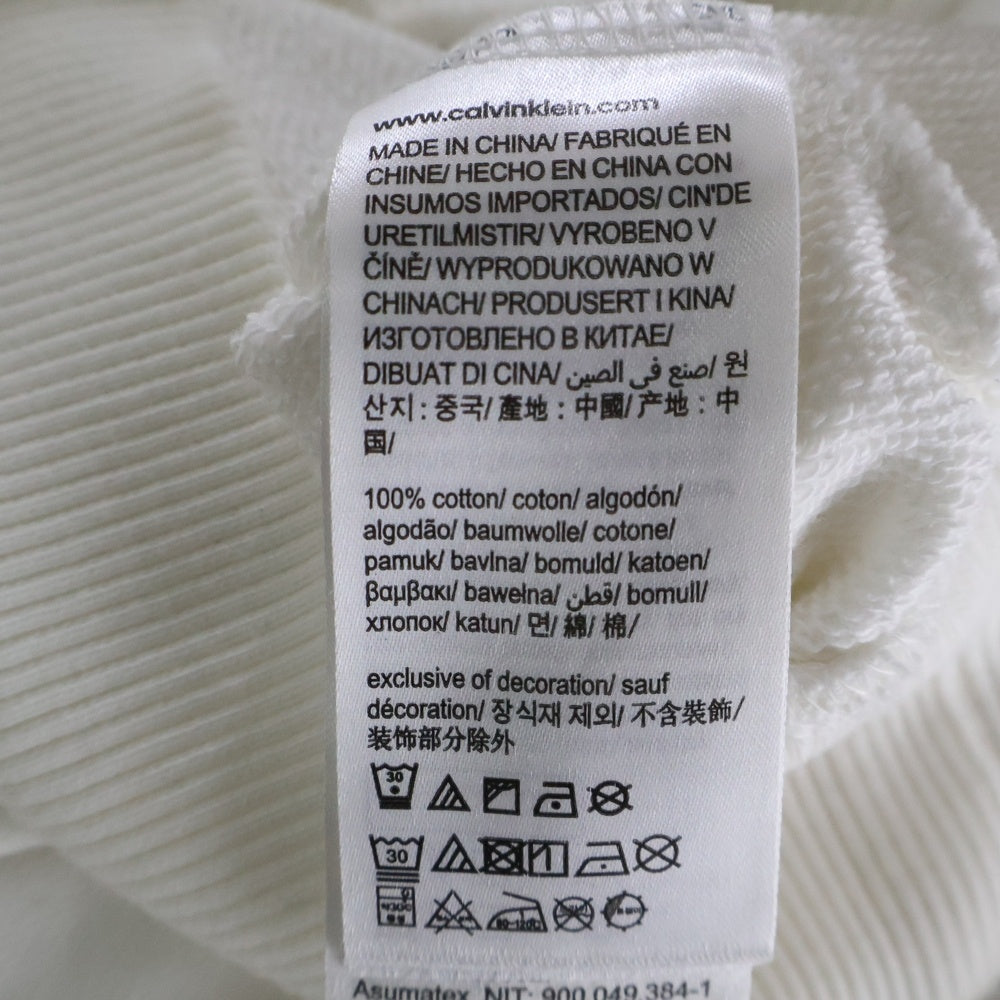 www.calvinklein.com
MADE IN CHINA/ FABRIQUÉ EN
CHINE/ HECHO EN CHINA CON
INSUMOS IMPORTADOS/ CIN'DE
URETILMISTIR/ VYROBENO V
ČÍNĚ/ WYPRODUKOWANO W
CHINACH/ PRODUSERT I KINA/
ИЗГОТОВЛЕНО В КИТАЕ/
DIBUAT DI CINA/ صنع في الصين/ 원
산지 : 중국/ 產地 : 中國/ 产地 : 中
国/
100% cotton/ coton/ algodón/
algodão/ baumwolle/ cotone/
pamuk/ bavlna/ bomuld/ katoen/
βαμβακι/ bawełna/ قطن/ bomull/
хлопок/ katun/ 면/ 綿/ 棉/
exclusive of decoration/ sauf
décoration/ 장식재 제외/ 不含裝飾/
装饰部分除外
30
30
Asumatex NIT: 900.049.384-1